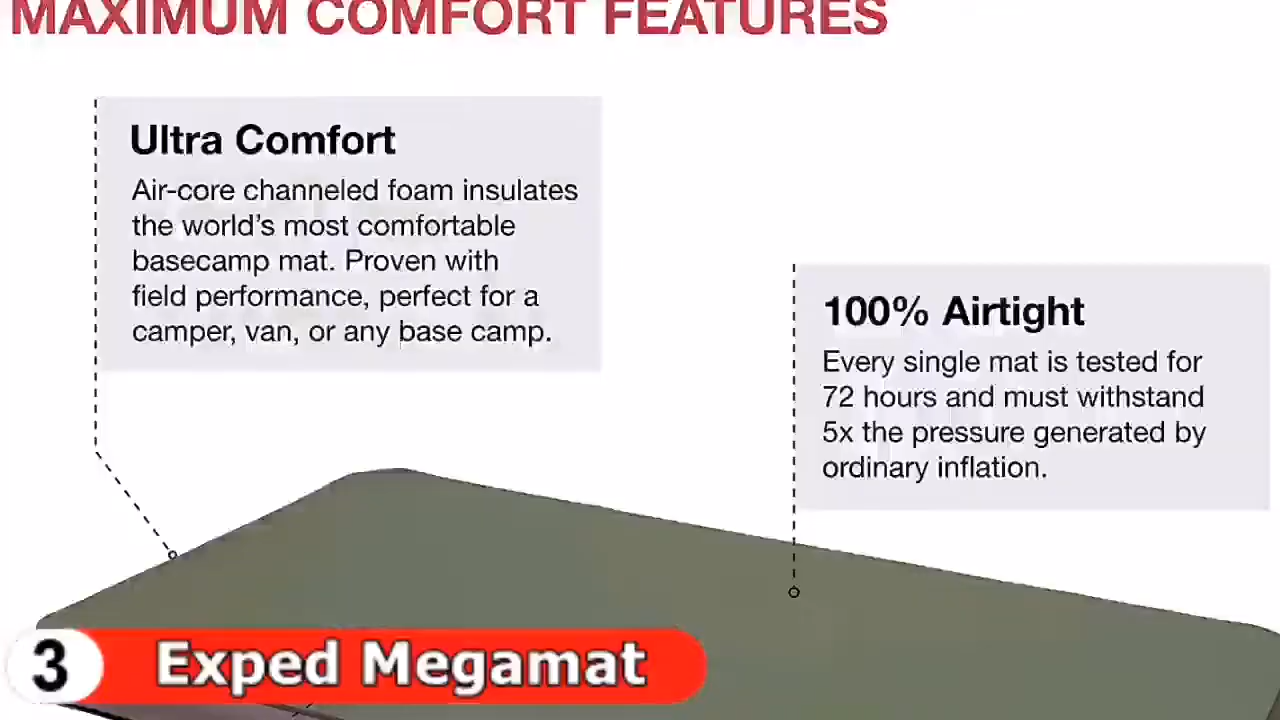 MAXIMUM COMFORT FEATURES
Ultra Comfort
Air-core channeled foam insulates
the world's most comfortable
basecamp mat. Proven with
field performance, perfect for a
camper, van, or any base camp.
100% Airtight
Every single mat is tested for
72 hours and must withstand
5x the pressure generated by
ordinary inflation.
3 Exped Megamat